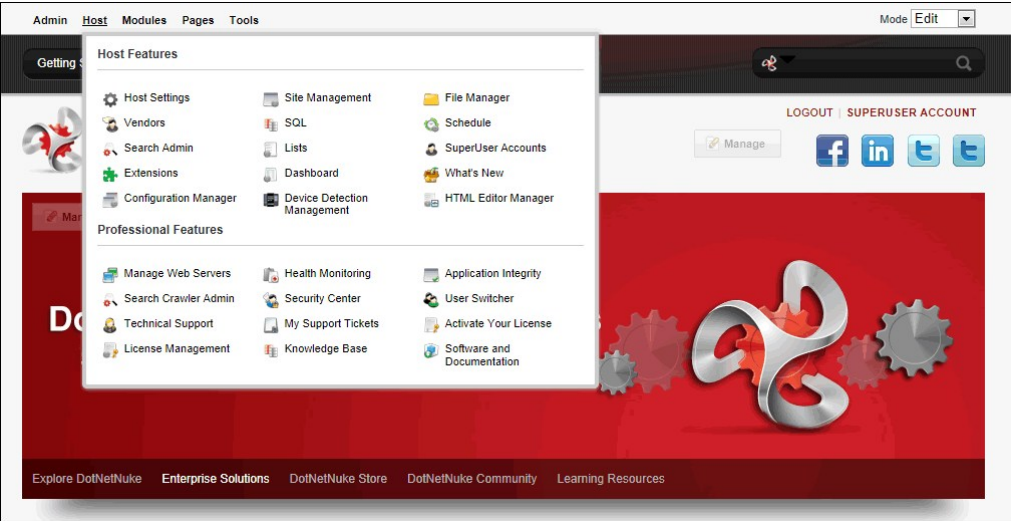 Admin Host Modules Pages Tools Mode Edit
Getting
Host Features
Host Settings Site Management File Manager
Vendors SQL Schedule
Search Admin Lists SuperUser Accounts
Extensions Dashboard What's New
Configuration Manager Device Detection Management HTML Editor Manager
Professional Features
Manage Web Servers Health Monitoring Application Integrity
Search Crawler Admin Security Center User Switcher
Technical Support My Support Tickets Activate Your License
License Management Knowledge Base Software and Documentation
LOGOUT | SUPERUSER ACCOUNT
Manage
Explore DotNetNuke Enterprise Solutions DotNetNuke Store DotNetNuke Community Learning Resources